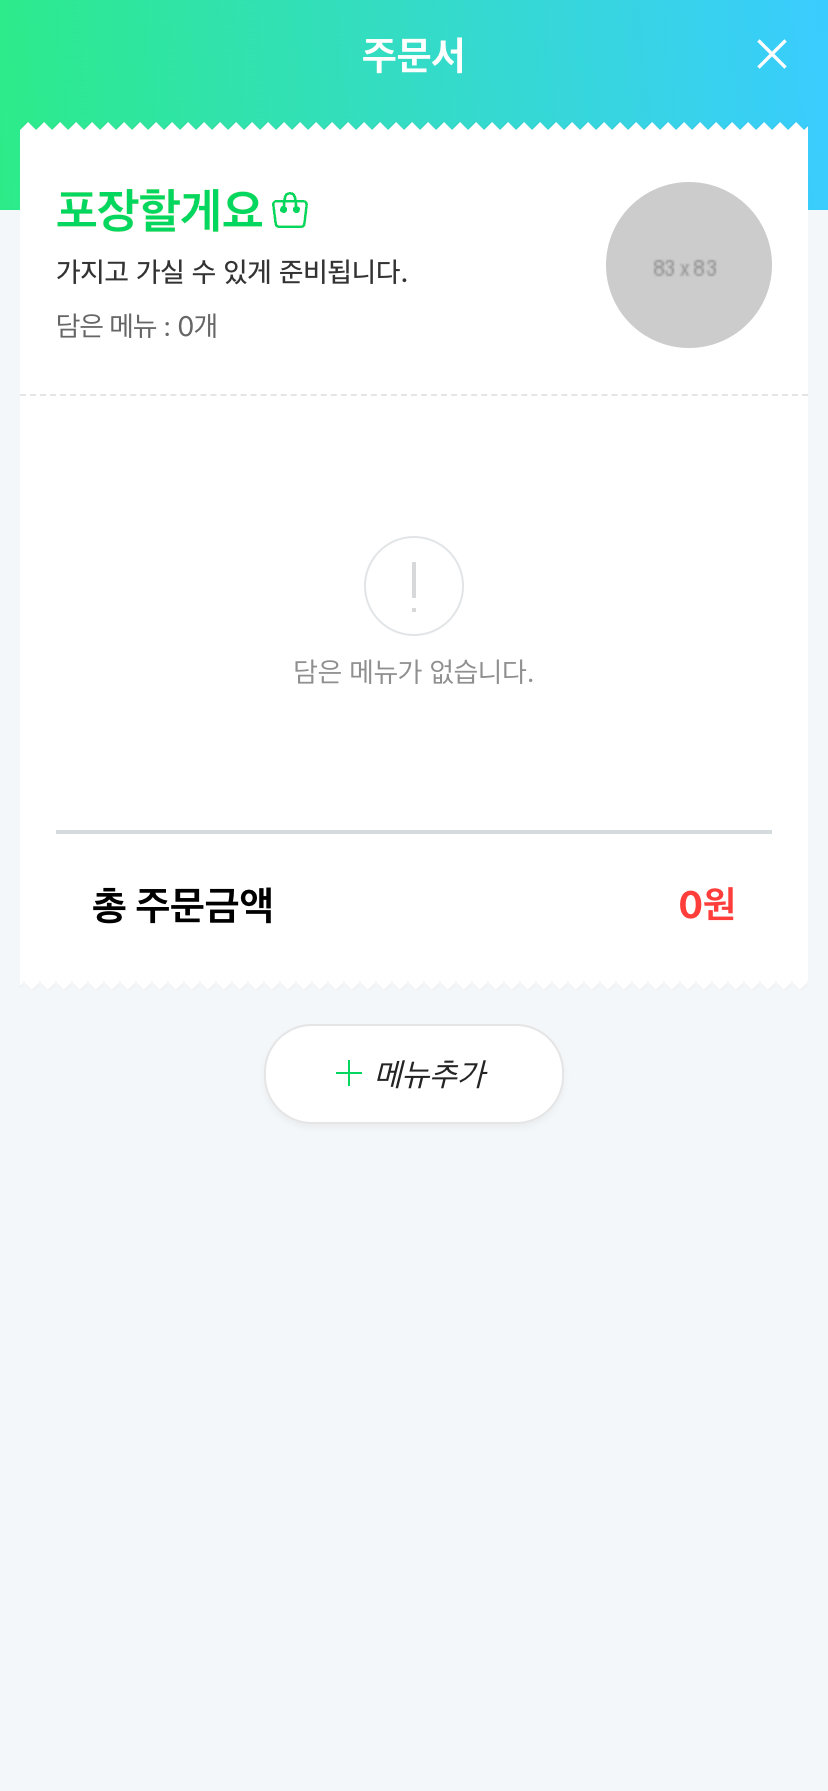 주문서
포장할게요
가지고 가실 수 있게 준비됩니다.
담은 메뉴 : 0개
83 x 83
담은 메뉴가 없습니다.
총 주문금액 0원
메뉴추가